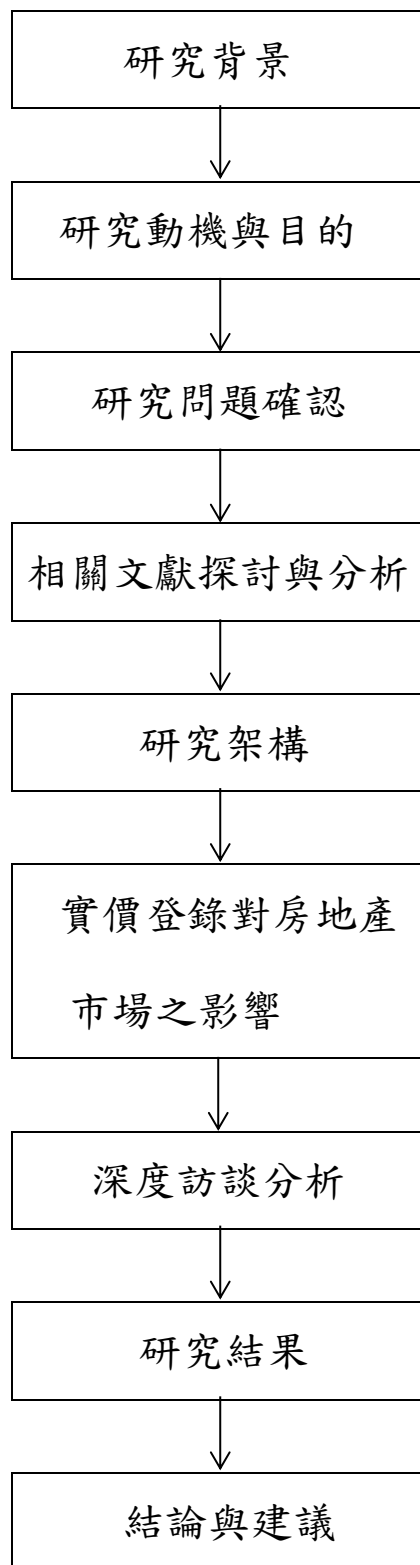 研究背景
研究動機與目的
研究問題確認
相關文獻探討與分析
研究架構
實價登錄對房地產
市場之影響
深度訪談分析
研究結果
結論與建議